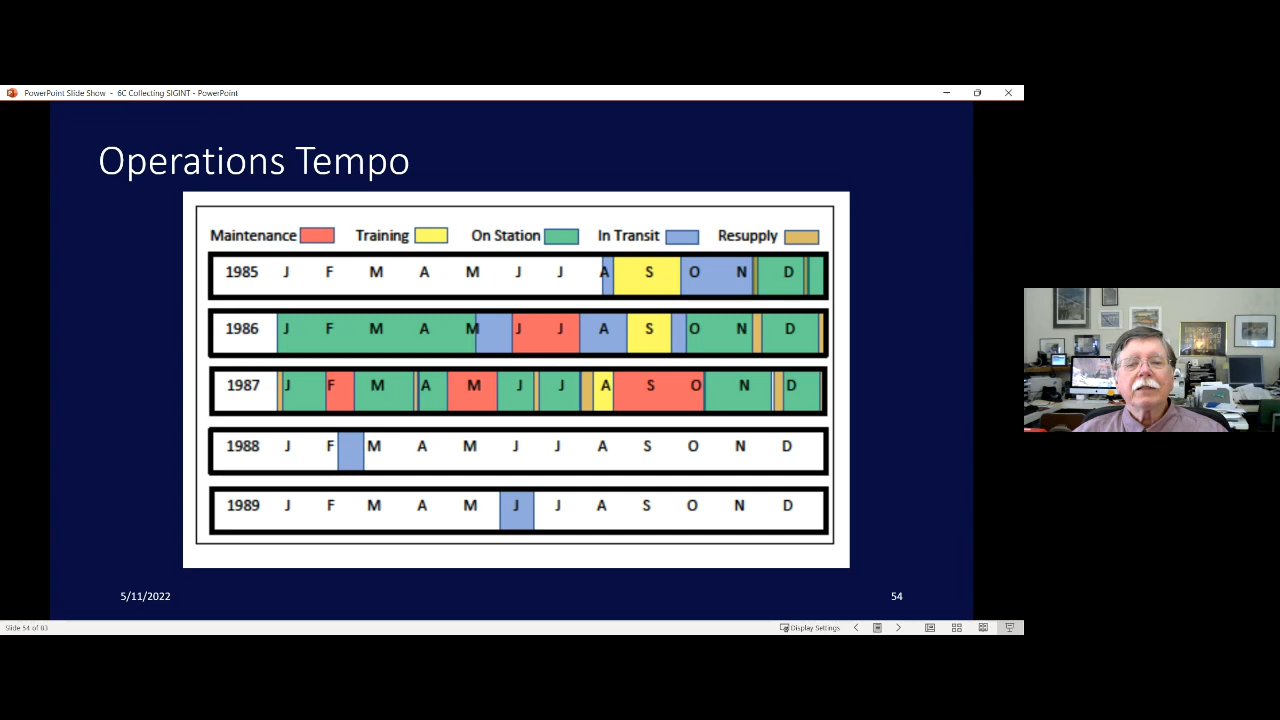 PowerPoint Slide Show - 6C Collecting SIGINT - PowerPoint
Operations Tempo
Maintenance Training On Station In Transit Resupply
1985 J F M A M J J A S O N D
1986 J F M A M J J A S O N D
1987 J F M A M J J A S O N D
1988 J F M A M J J A S O N D
1989 J F M A M J J A S O N D
5/11/2022 54
Slide 54 of 83 Display Settings